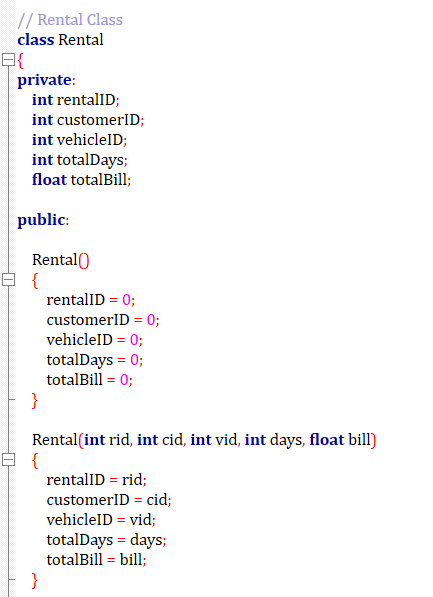 // Rental Class
class Rental
{
private:
int rentalID;
int customerID;
int vehicleID;
int totalDays;
float totalBill;
public:
Rental()
{
rentalID = 0;
customerID = 0;
vehicleID = 0;
totalDays = 0;
totalBill = 0;
}
Rental(int rid, int cid, int vid, int days, float bill)
{
rentalID = rid;
customerID = cid;
vehicleID = vid;
totalDays = days;
totalBill = bill;
}